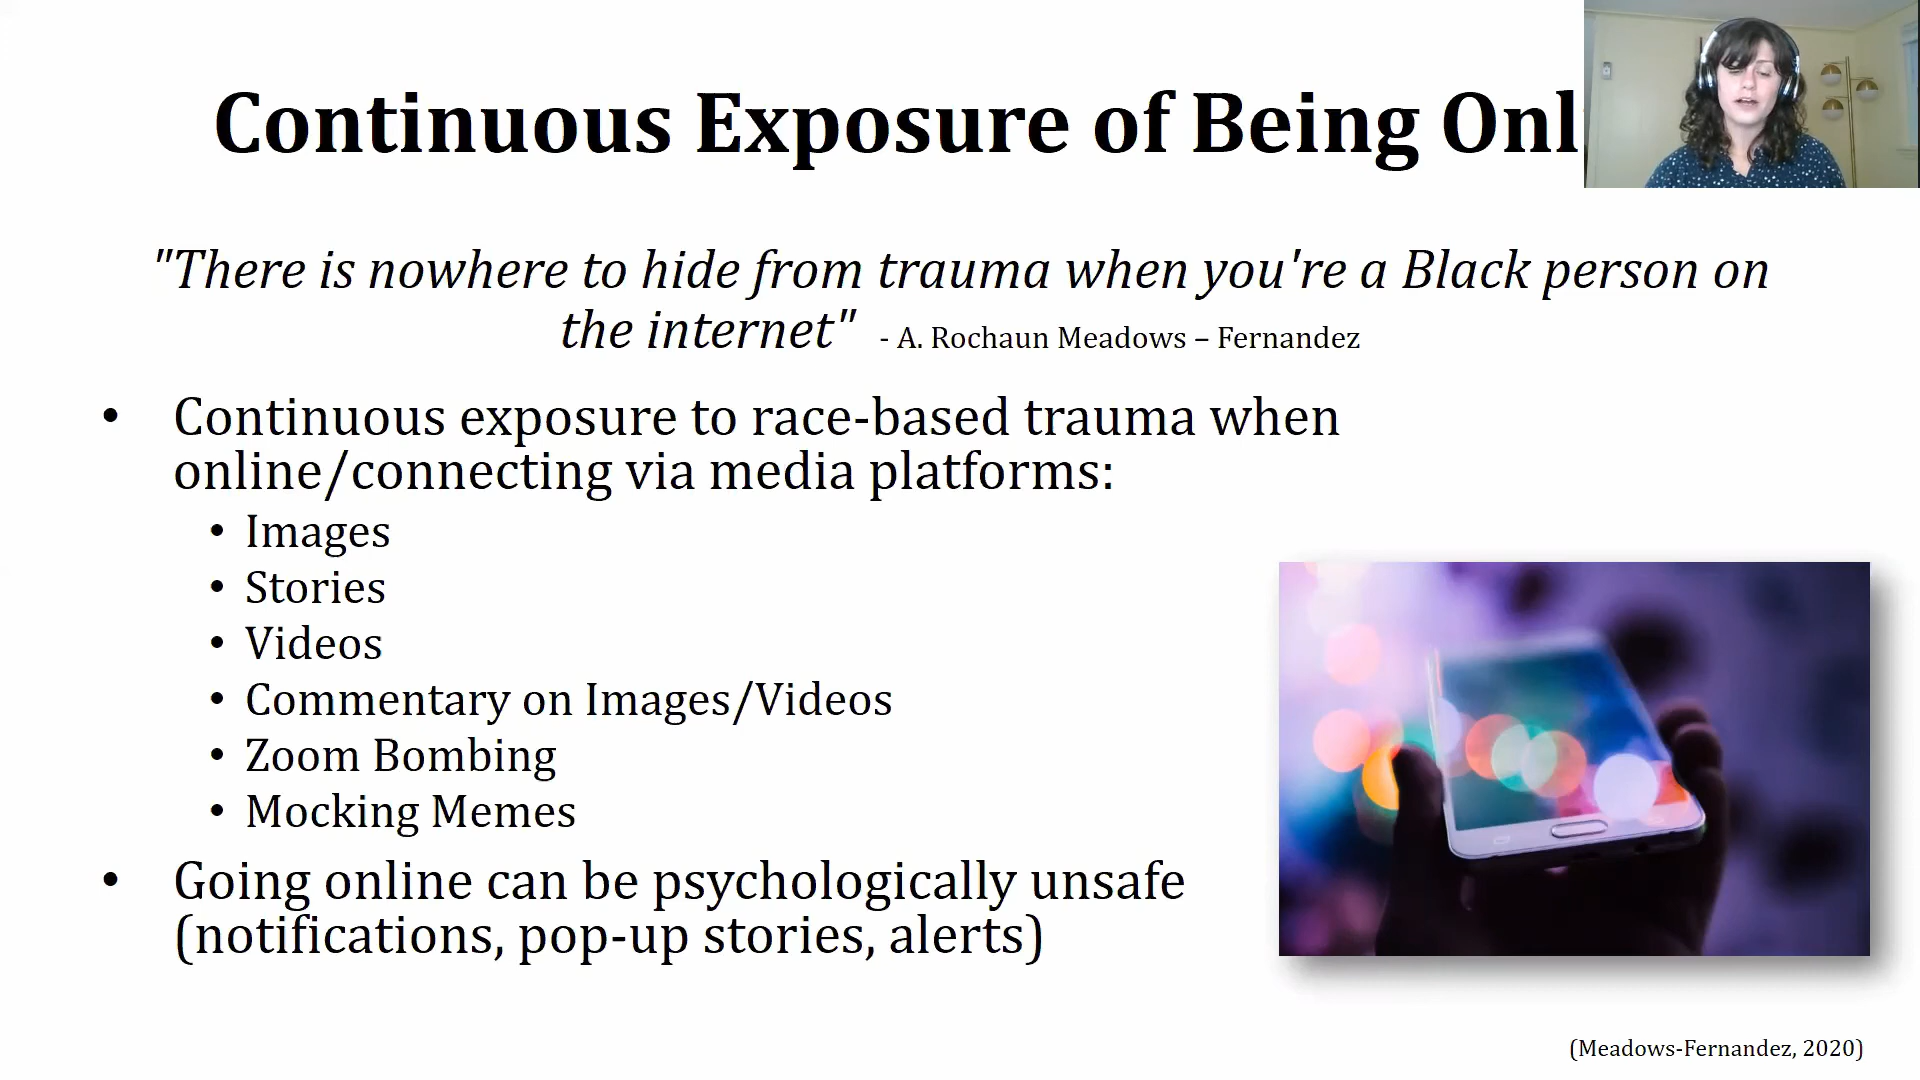 Continuous Exposure of Being Onl
"There is nowhere to hide from trauma when you're a Black person on
the internet" - A. Rochaun Meadows – Fernandez
• Continuous exposure to race-based trauma when
online/connecting via media platforms:
• Images
• Stories
• Videos
• Commentary on Images/Videos
• Zoom Bombing
• Mocking Memes
• Going online can be psychologically unsafe
(notifications, pop-up stories, alerts)
(Meadows-Fernandez, 2020)